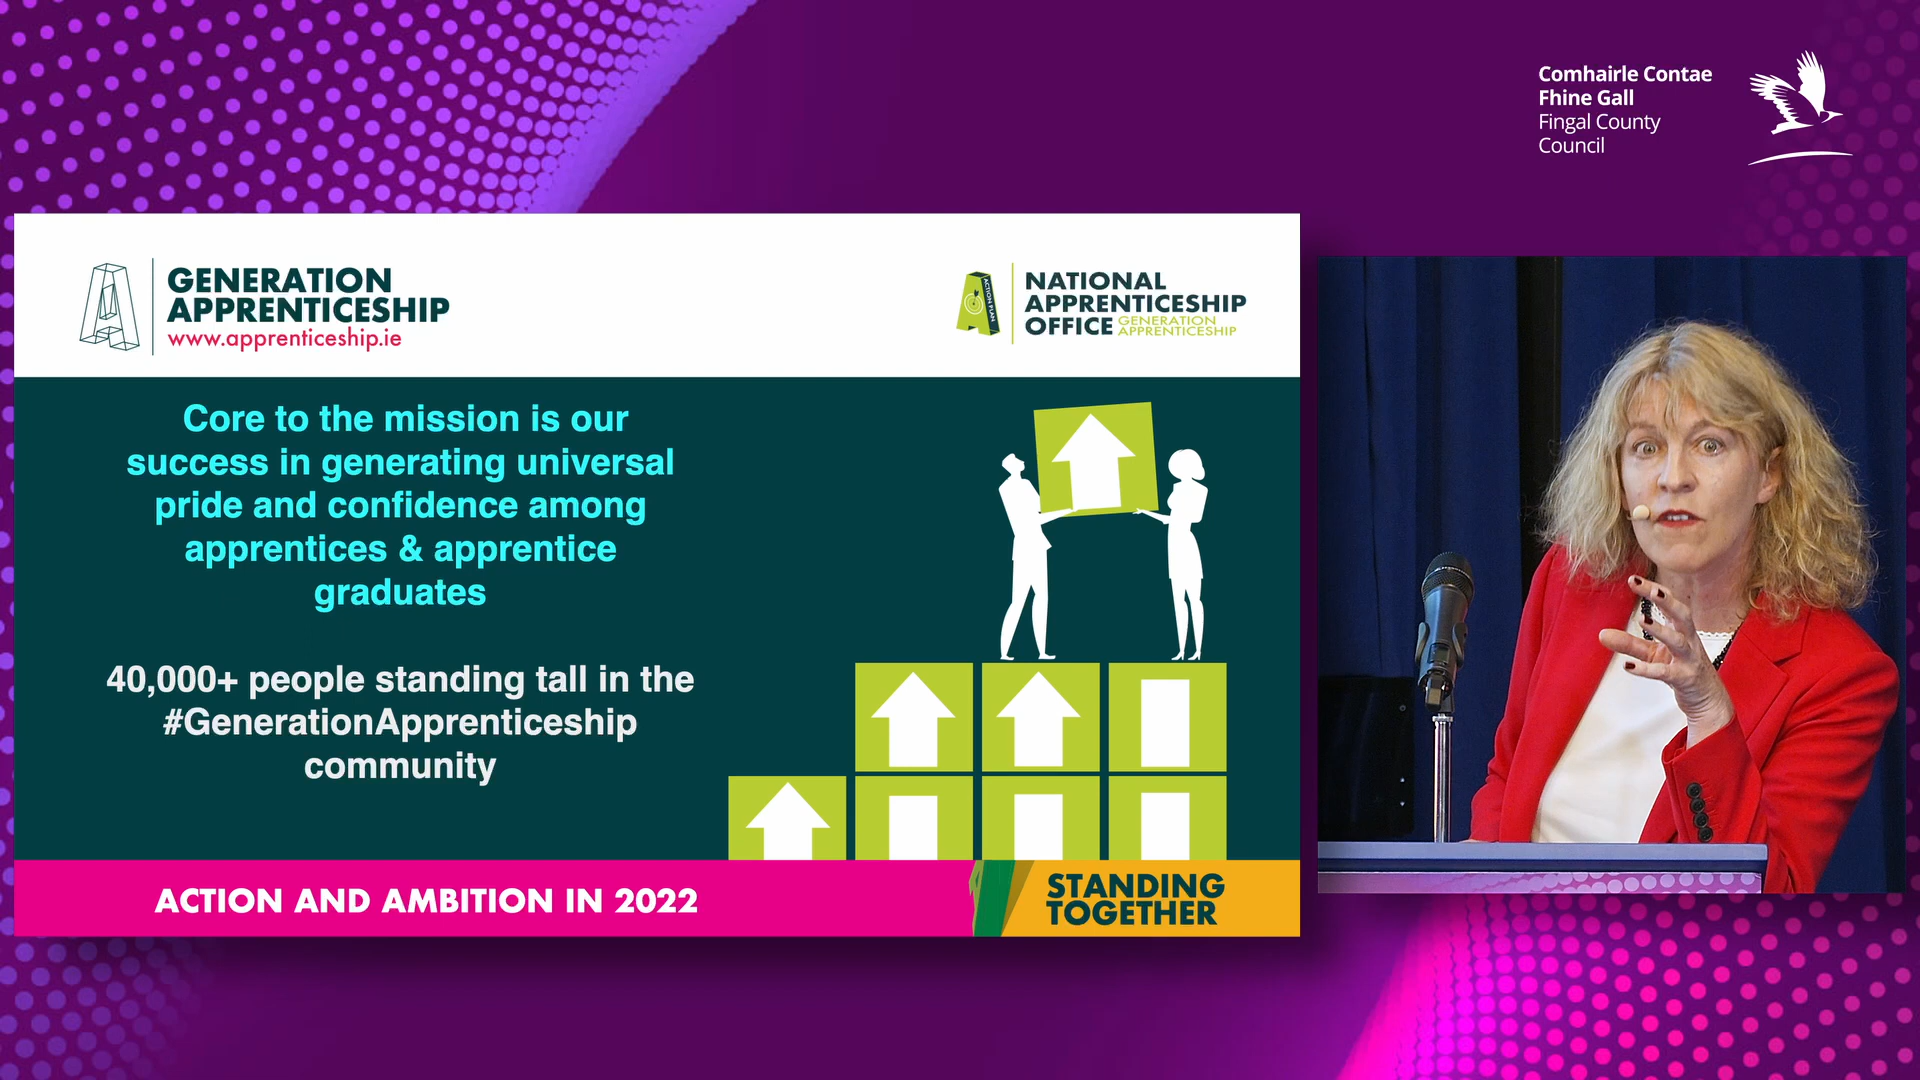 Comhairle Contae
Fhine Gall
Fingal County
Council
GENERATION
APPRENTICESHIP
www.apprenticeship.ie
ACTION PLAN
NATIONAL
APPRENTICESHIP
OFFICE GENERATION
APPRENTICESHIP
Core to the mission is our
success in generating universal
pride and confidence among
apprentices & apprentice
graduates
40,000+ people standing tall in the
#GenerationApprenticeship
community
ACTION AND AMBITION IN 2022
STANDING
TOGETHER